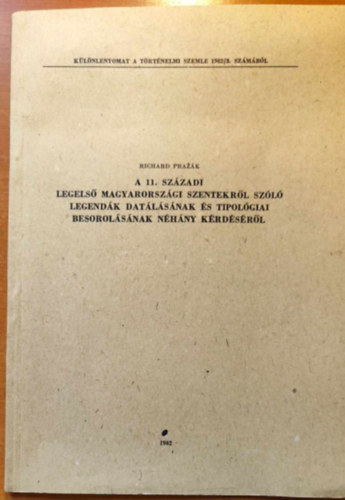 KÜLÖNLENYOMAT A TÖRTÉNELMI SZEMLE 1982/3. SZÁMÁBÓL
RICHARD PRAŽÁK
A 11. SZÁZADI
LEGELSŐ MAGYARORSZÁGI SZENTEKRŐL SZÓLÓ
LEGENDÁK DATÁLÁSÁNAK ÉS TIPOLÓGIAI
BESOROLÁSÁNAK NÉHÁNY KÉRDÉSÉRŐL
1982